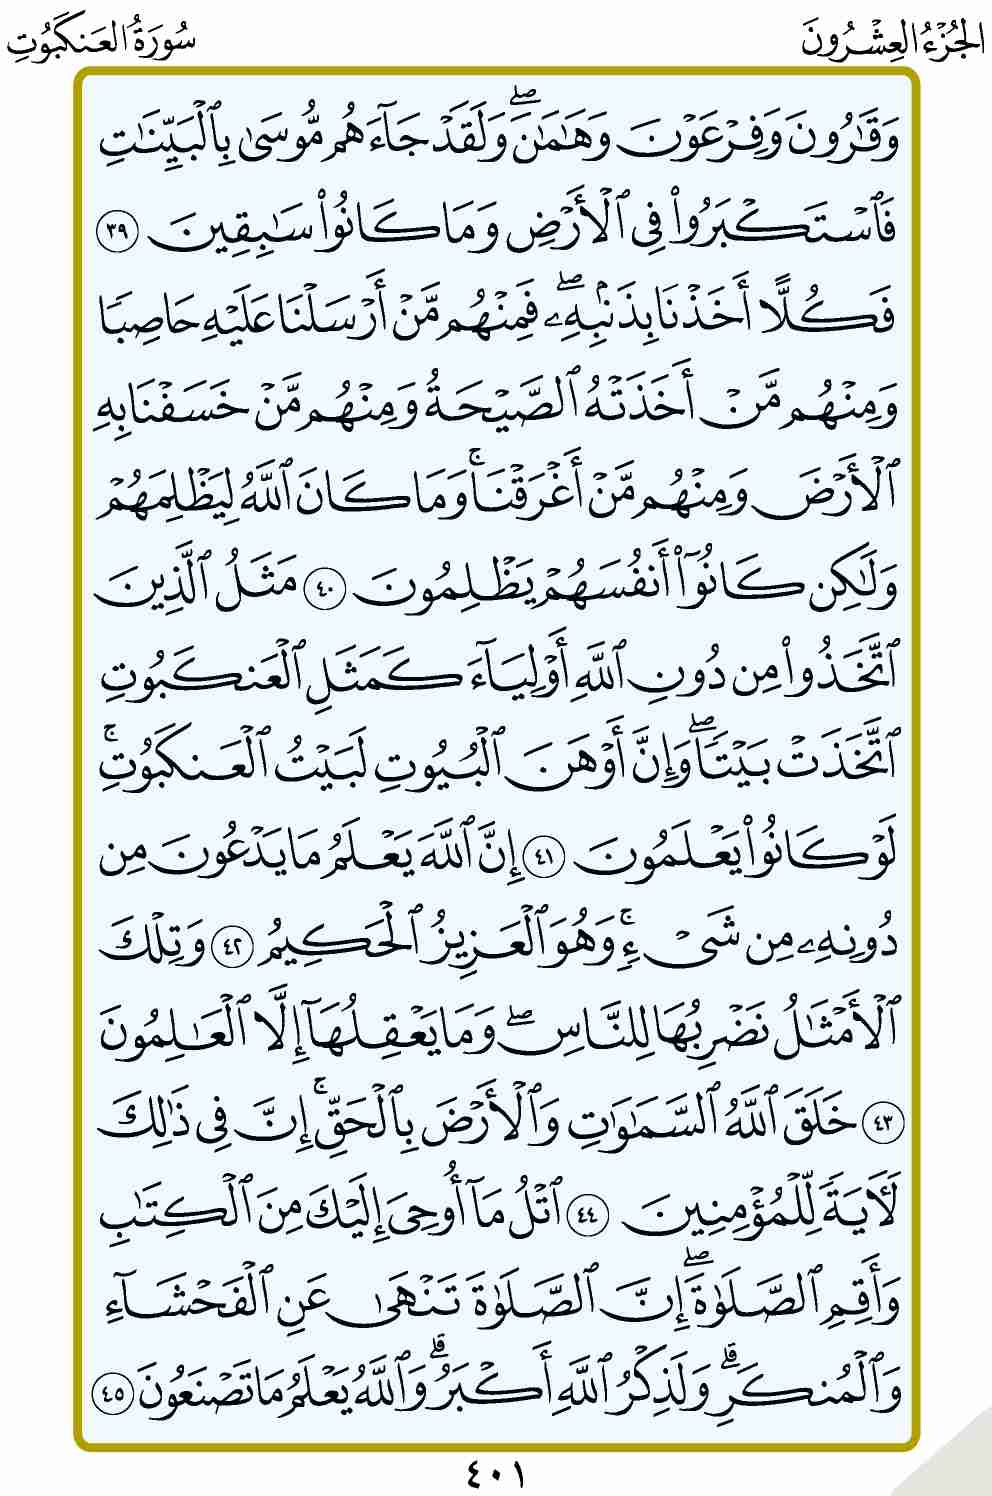 الجُزْءُ العِشْرُونَ
سُورَةُ العَنكَبُوتِ
وَقَٰرُونَ وَفِرْعَوْنَ وَهَٰمَٰنَۖ وَلَقَدْ جَآءَهُم مُّوسَىٰ بِٱلْبَيِّنَٰتِ
فَٱسْتَكْبَرُوا۟ فِى ٱلْأَرْضِ وَمَا كَانُوا۟ سَٰبِقِينَ ٣٩
فَكُلًّا أَخَذْنَا بِذَنۢبِهِۦۖ فَمِنْهُم مَّنْ أَرْسَلْنَا عَلَيْهِ حَاصِبًا
وَمِنْهُم مَّنْ أَخَذَتْهُ ٱلصَّيْحَةُ وَمِنْهُم مَّنْ خَسَفْنَا بِهِ
ٱلْأَرْضَ وَمِنْهُم مَّنْ أَغْرَقْنَاۚ وَمَا كَانَ ٱللَّهُ لِيَظْلِمَهُمْ
وَلَٰكِن كَانُوٓا۟ أَنفُسَهُمْ يَظْلِمُونَ ٤٠ مَثَلُ ٱلَّذِينَ
ٱتَّخَذُوا۟ مِن دُونِ ٱللَّهِ أَوْلِيَآءَ كَمَثَلِ ٱلْعَنكَبُوتِ
ٱتَّخَذَتْ بَيْتًاۖ وَإِنَّ أَوْهَنَ ٱلْبُيُوتِ لَبَيْتُ ٱلْعَنكَبُوتِۚ
لَوْ كَانُوا۟ يَعْلَمُونَ ٤١ إِنَّ ٱللَّهَ يَعْلَمُ مَا يَدْعُونَ مِن
دُونِهِۦ مِن شَىْءٍۚ وَهُوَ ٱلْعَزِيزُ ٱلْحَكِيمُ ٤٢ وَتِلْكَ
ٱلْأَمْثَٰلُ نَضْرِبُهَا لِلنَّاسِۖ وَمَا يَعْقِلُهَآ إِلَّا ٱلْعَٰلِمُونَ
٤٣ خَلَقَ ٱللَّهُ ٱلسَّمَٰوَٰتِ وَٱلْأَرْضَ بِٱلْحَقِّۚ إِنَّ فِى ذَٰلِكَ
لَـَٔايَةً لِّلْمُؤْمِنِينَ ٤٤ ٱتْلُ مَآ أُوحِىَ إِلَيْكَ مِنَ ٱلْكِتَٰبِ
وَأَقِمِ ٱلصَّلَوٰةَۖ إِنَّ ٱلصَّلَوٰةَ تَنْهَىٰ عَنِ ٱلْفَحْشَآءِ
وَٱلْمُنكَرِۗ وَلَذِكْرُ ٱللَّهِ أَكْبَرُۗ وَٱللَّهُ يَعْلَمُ مَا تَصْنَعُونَ ٤٥
٤٠١